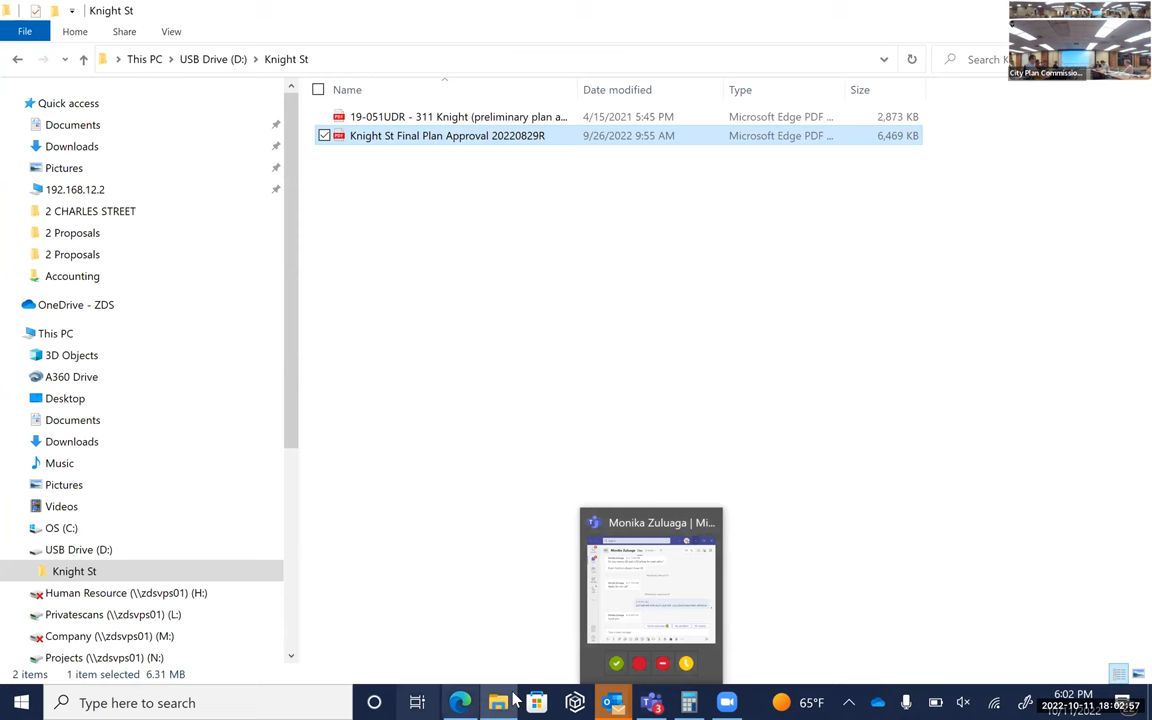 Knight St
File
Home
Share
View
This PC
USB Drive (D:)
Knight St
Search K
City Plan Commissio...
Quick access
Documents
Downloads
Pictures
192.168.12.2
2 CHARLES STREET
2 Proposals
2 Proposals
Accounting
OneDrive - ZDS
This PC
3D Objects
A360 Drive
Desktop
Documents
Downloads
Music
Pictures
Videos
OS (C:)
USB Drive (D:)
Knight St
Human Resource (\\zdsvps01) (H:)
Privatescans (\\zdsvps01) (L:)
Company (\\zdsvps01) (M:)
Projects (\\zdsvps01) (N:)
Name Date modified Type Size
19-051UDR - 311 Knight (preliminary plan a... 4/15/2021 5:45 PM Microsoft Edge PDF ... 2,873 KB
Knight St Final Plan Approval 20220829R 9/26/2022 9:55 AM Microsoft Edge PDF ... 6,469 KB
Monika Zuluaga | Mi...
2 items 1 item selected 6.31 MB
Type here to search
3
65°F
6:02 PM
2022-10-11 18:02:57